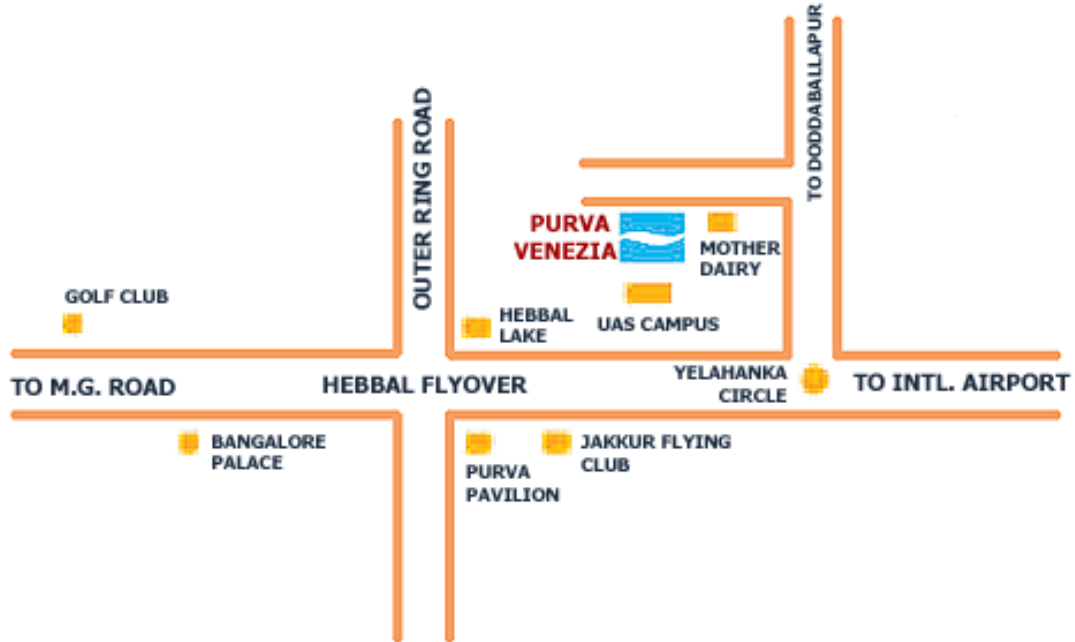 TO DODDABALLAPUR
OUTER RING ROAD
PURVA
VENEZIA
MOTHER
DAIRY
GOLF CLUB
HEBBAL
LAKE
UAS CAMPUS
TO M.G. ROAD
HEBBAL FLYOVER
YELAHANKA
CIRCLE
TO INTL. AIRPORT
BANGALORE
PALACE
PURVA
PAVILION
JAKKUR FLYING
CLUB